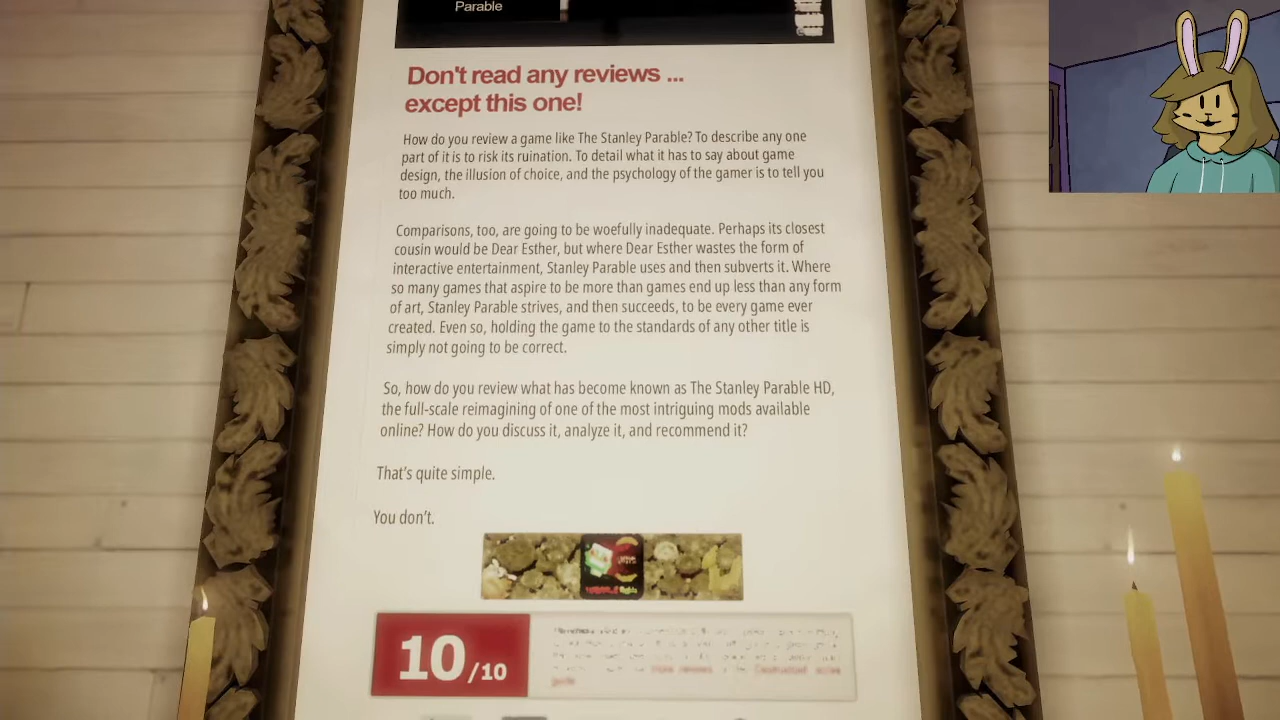 Parable
Don't read any reviews ...
except this one!
How do you review a game like The Stanley Parable? To describe any one
part of it is to risk its ruination. To detail what it has to say about game
design, the illusion of choice, and the psychology of the gamer is to tell you
too much.
Comparisons, too, are going to be woefully inadequate. Perhaps its closest
cousin would be Dear Esther, but where Dear Esther wastes the form of
interactive entertainment, Stanley Parable uses and then subverts it. Where
so many games that aspire to be more than games end up less than any form
of art, Stanley Parable strives, and then succeeds, to be every game ever
created. Even so, holding the game to the standards of any other title is
simply not going to be correct.
So, how do you review what has become known as The Stanley Parable HD,
the full-scale reimagining of one of the most intriguing mods available
online? How do you discuss it, analyze it, and recommend it?
That's quite simple.
You don't.
10/10